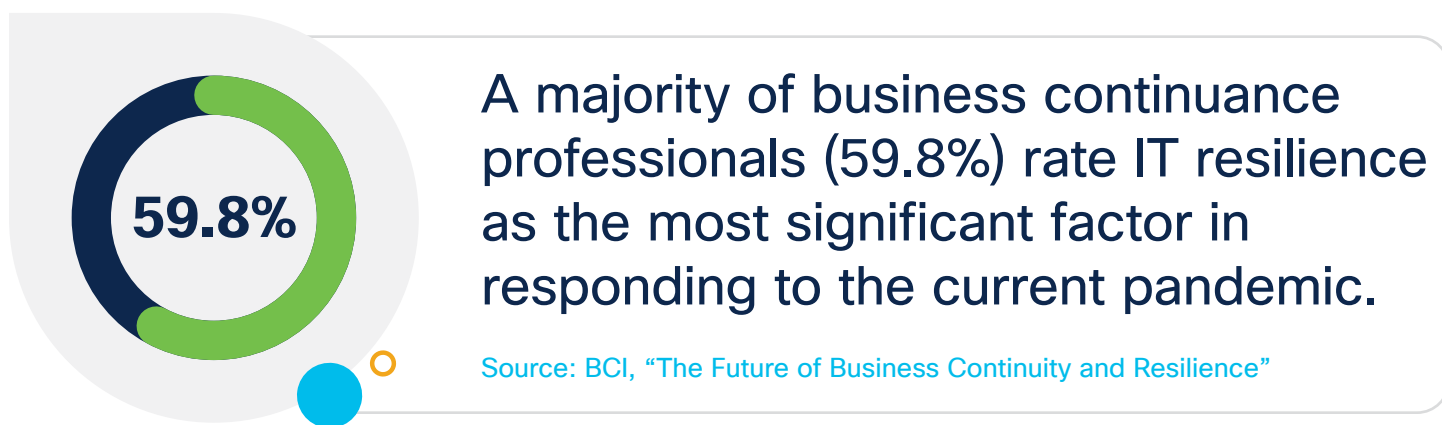 59.8%
A majority of business continuance
professionals (59.8%) rate IT resilience
as the most significant factor in
responding to the current pandemic.
Source: BCI, “The Future of Business Continuity and Resilience”